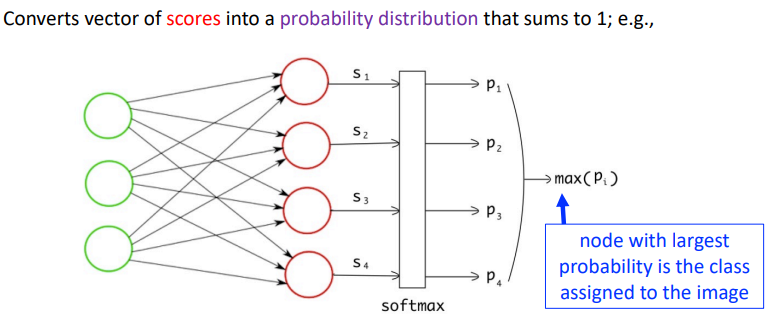 Converts vector of scores into a probability distribution that sums to 1; e.g.,
s₁
p₁
s₂
p₂
max(pᵢ)
s₃
p₃
node with largest
probability is the class
assigned to the image
s₄
p₄
softmax